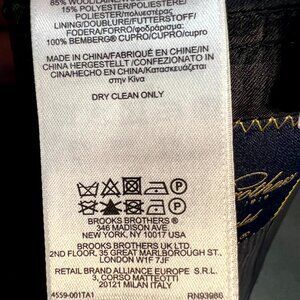 85% WOOL/LAINE/
15% POLYESTER/POLIÉSTER/
POLIESTERE/πολυεστέρας
LINING/DOUBLURE/FUTTERSTOFF/
FODERA/FORRO/φοδράρισμα
100% BEMBERG® CUPRO/CUPRO/cupro
MADE IN CHINA/FABRIQUÉ EN CHINE/IN
CHINA HERGESTELLT /CONFEZIONATO IN
CINA/HECHO EN CHINA/Κατασκευάζεται
στην Κίνα
DRY CLEAN ONLY
P
P
BROOKS BROTHERS ®
346 MADISON AVE.
NEW YORK, NY 10017 USA
BROOKS BROTHERS UK LTD.
2ND FLOOR, 35 GREAT MARLBOROUGH ST.,
LONDON W1F 7JF
RETAIL BRAND ALLIANCE EUROPE S.R.L.
3, CORSO MATTEOTTI
20121 MILAN ITALY
4559-001TA1 RN93986